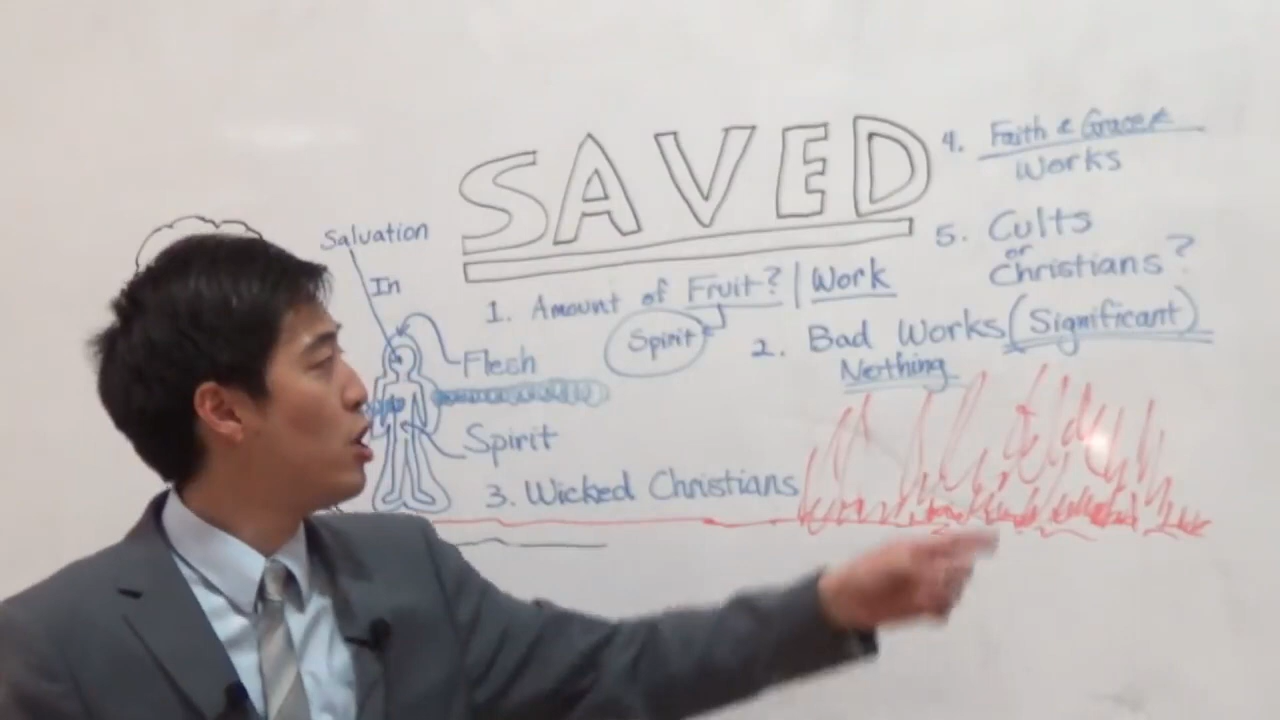 SAVED
Salvation
In
Flesh
Spirit
1. Amount of Fruit? | Work
Spirit
2. Bad Works (Significant)
Nothing
3. Wicked Christians
4. Faith & Grace &
Works
5. Cults
or
Christians?